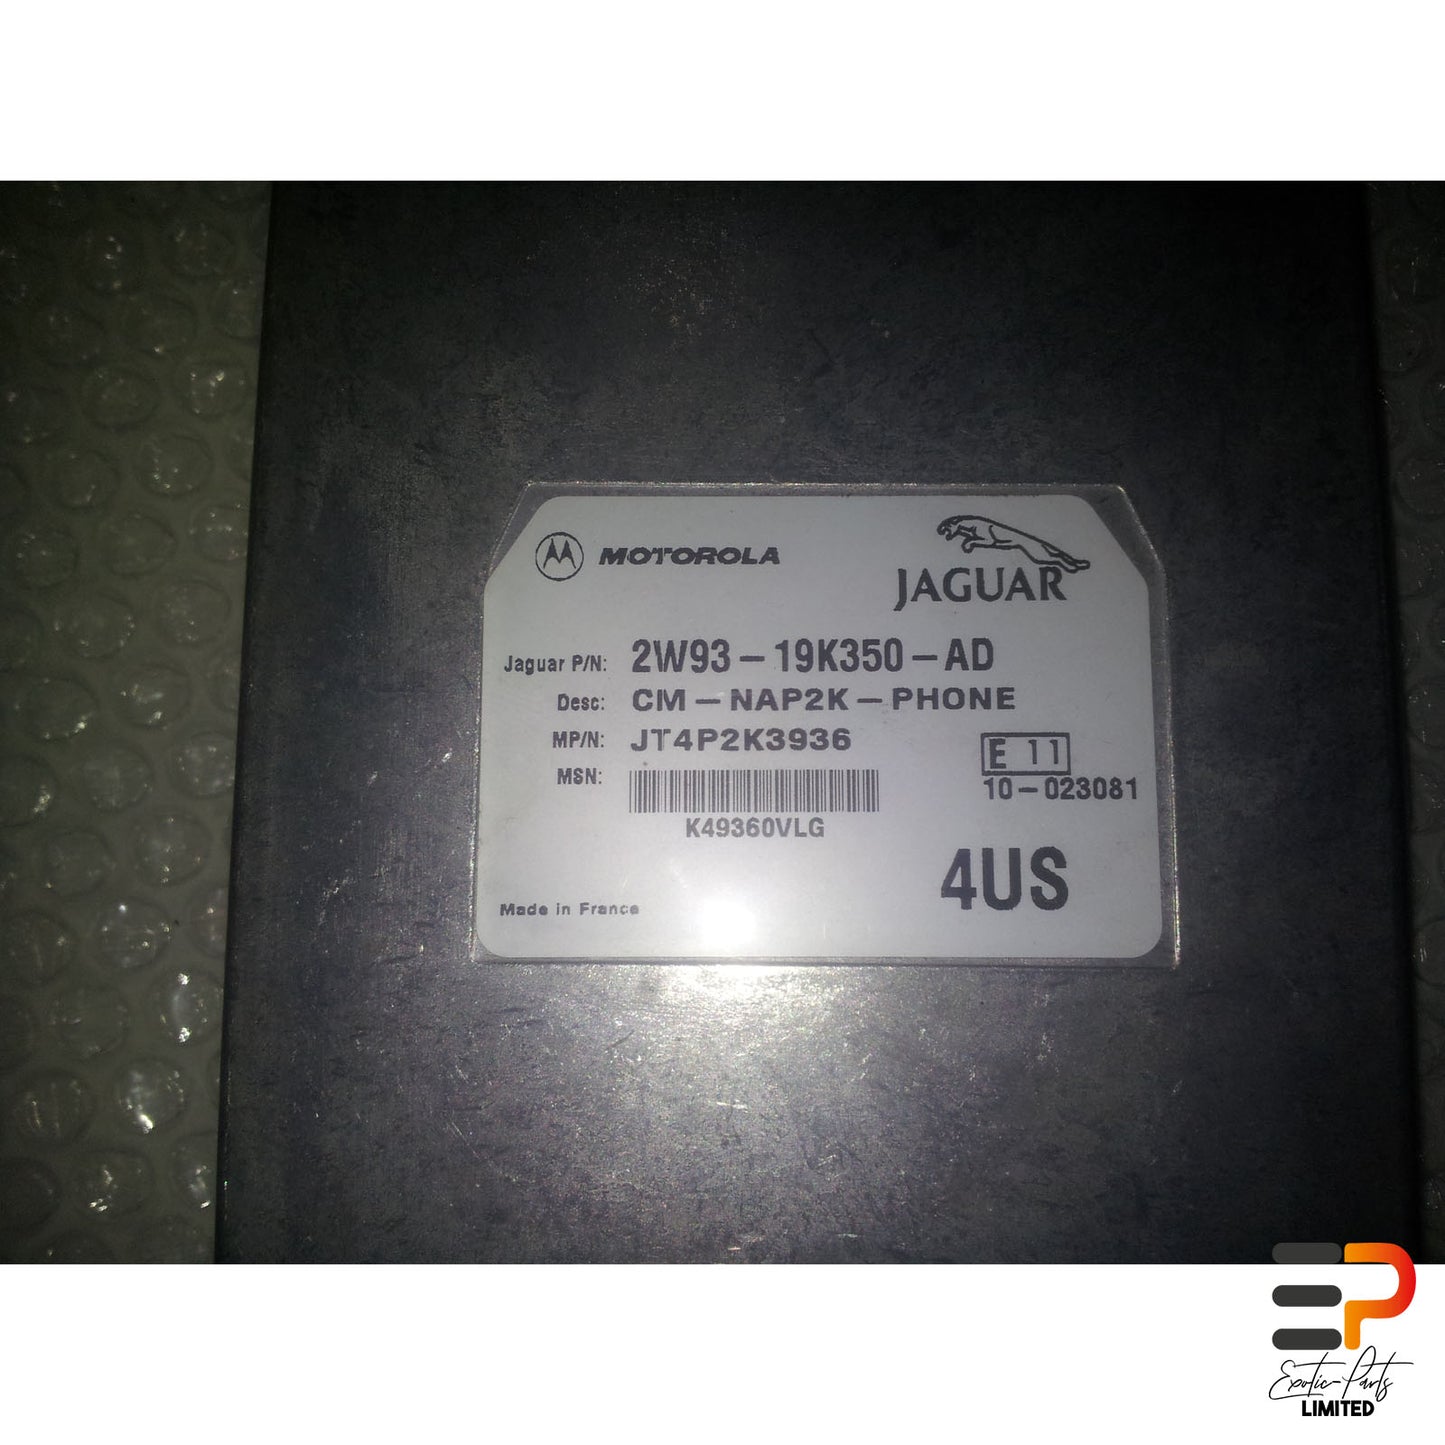 MOTOROLA
JAGUAR
Jaguar P/N: 2W93-19K350-AD
Desc: CM-NAP2K-PHONE
MP/N: JT4P2K3936
MSN:
K49360VLG
E 11
10-023081
4US
Made in France
EP
Exotic-Parts
LIMITED